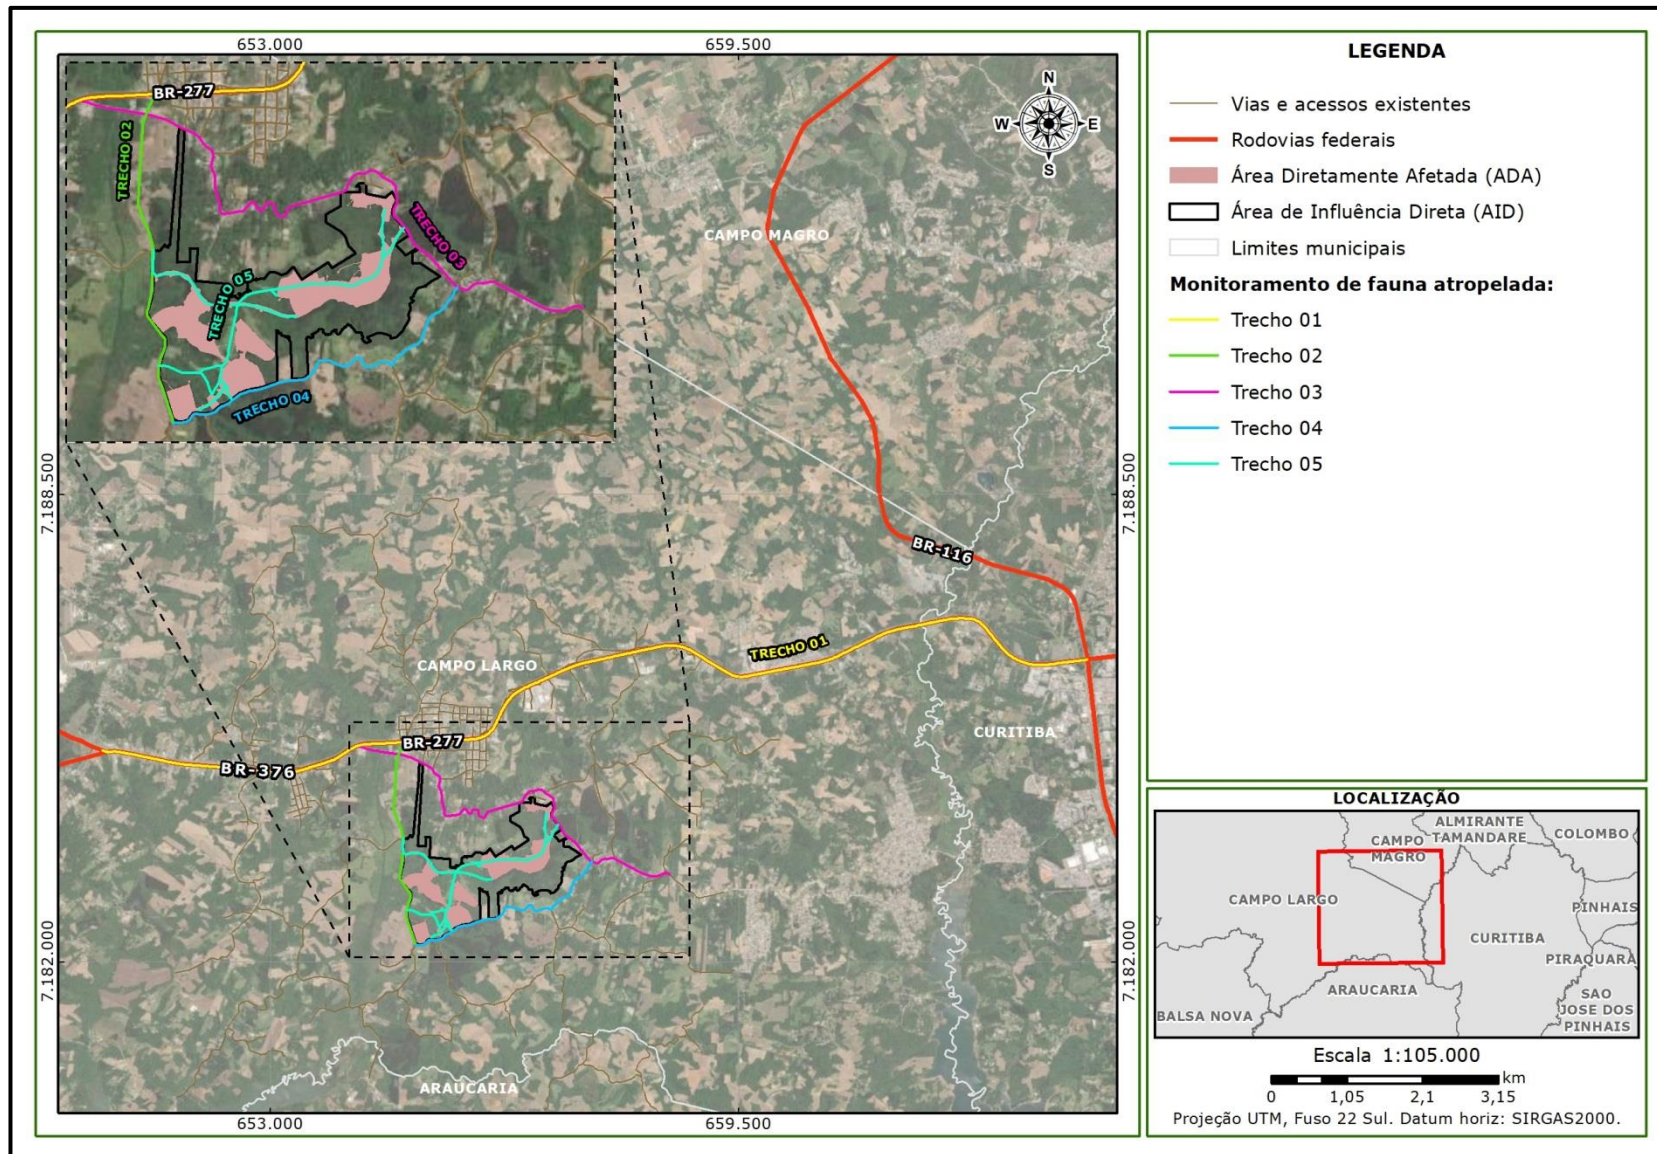 653.000
659.500
BR-277
TRECHO 02
TRECHO 03
TRECHO 05
TRECHO 04
N
W
E
S
CAMPO MAGRO
7.188.500
7.188.500
BR-116
TRECHO 01
CAMPO LARGO
CURITIBA
BR-277
BR-376
7.182.000
7.182.000
ARAUCARIA
653.000
659.500
LEGENDA
Vias e acessos existentes
Rodovias federais
Área Diretamente Afetada (ADA)
Área de Influência Direta (AID)
Limites municipais
Monitoramento de fauna atropelada:
Trecho 01
Trecho 02
Trecho 03
Trecho 04
Trecho 05
LOCALIZAÇÃO
ALMIRANTE
TAMANDARE
COLOMBO
CAMPO
MAGRO
CAMPO LARGO
PINHAIS
CURITIBA
PIRAQUARA
ARAUCARIA
SAO
JOSE DOS
PINHAIS
BALSA NOVA
Escala 1:105.000
km
0 1,05 2,1 3,15
Projeção UTM, Fuso 22 Sul. Datum horiz: SIRGAS2000.